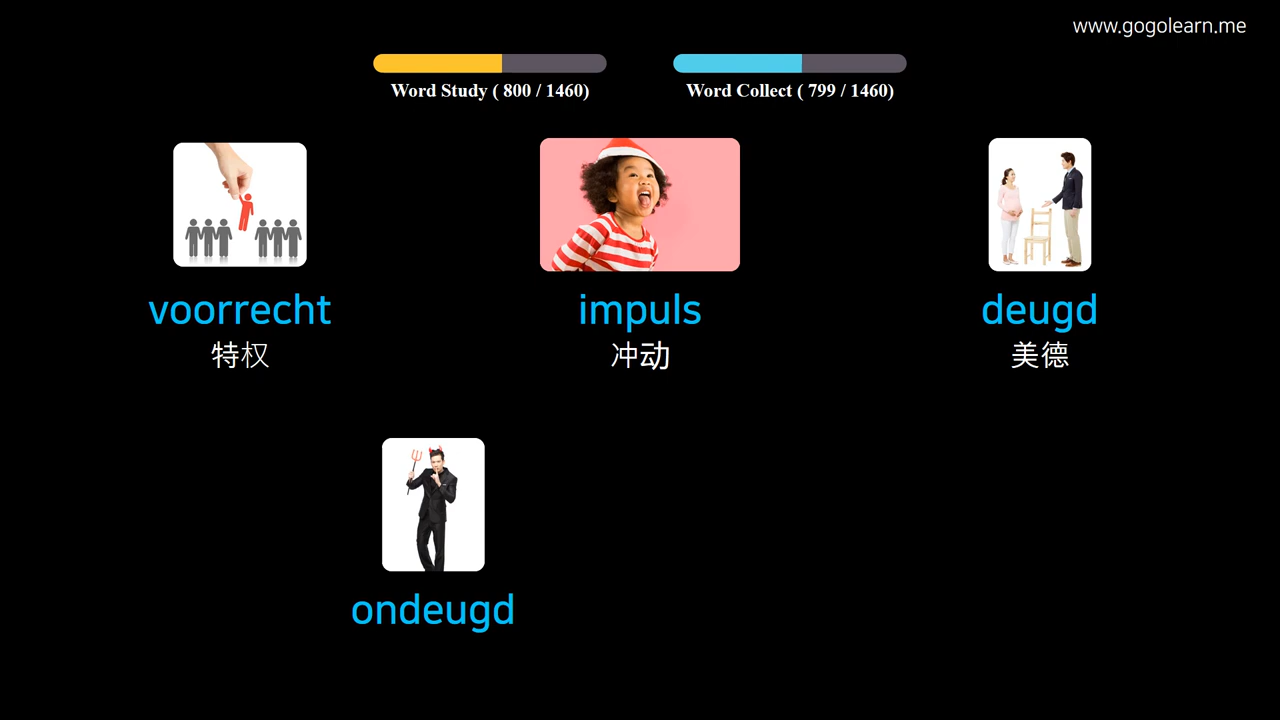 www.gogolearn.me
Word Study ( 800 / 1460)
Word Collect ( 799 / 1460)
voorrecht
特权
impuls
冲动
deugd
美德
ondeugd